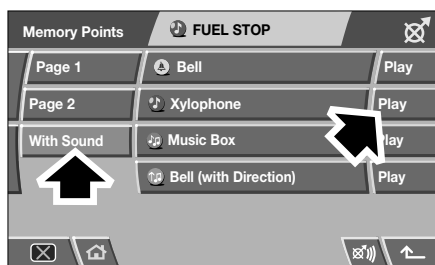 Memory Points FUEL STOP
Page 1 Bell Play
Page 2 Xylophone Play
With Sound Music Box Play
Bell (with Direction) Play